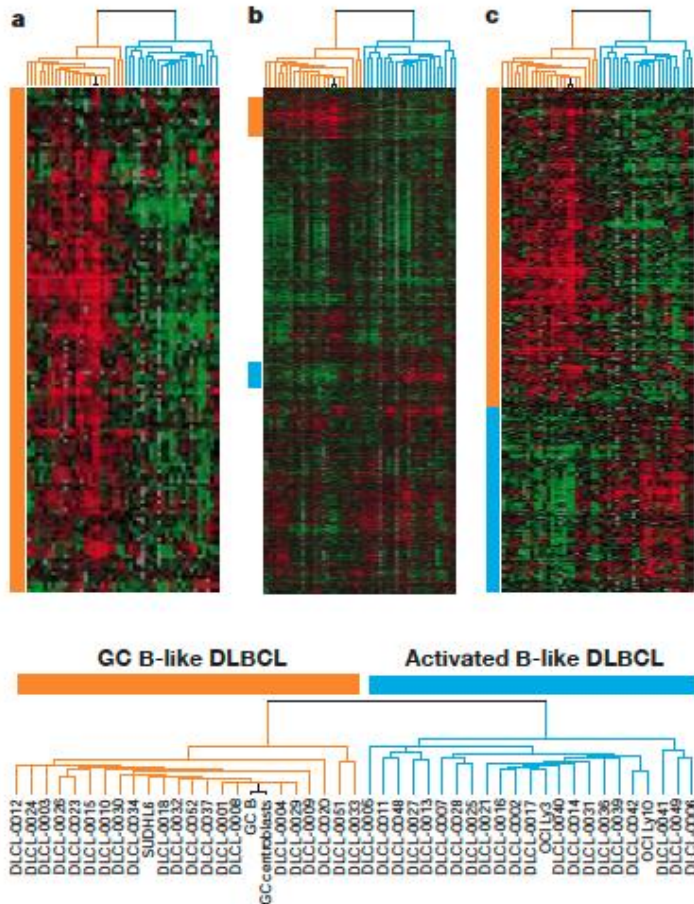 a
b
c
GC B-like DLBCL
Activated B-like DLBCL
DLCL-0012
DLCL-0024
DLCL-0003
DLCL-0026
DLCL-0023
DLCL-0015
DLCL-0010
DLCL-0030
DLCL-0034
SUDHL6
DLCL-0018
DLCL-0032
DLCL-0052
DLCL-0037
DLCL-0001
DLCL-0008
GC B
GC centroblasts
DLCL-0004
DLCL-0029
DLCL-0009
DLCL-0020
DLCL-0051
DLCL-0033
DLCL-0005
DLCL-0011
DLCL-0048
DLCL-0027
DLCL-0013
DLCL-0007
DLCL-0028
DLCL-0025
DLCL-0021
DLCL-0016
DLCL-0002
DLCL-0017
OCI Ly3
DLCL-0040
DLCL-0014
DLCL-0031
DLCL-0036
DLCL-0039
DLCL-0042
OCI Ly10
DLCL-0041
DLCL-0049